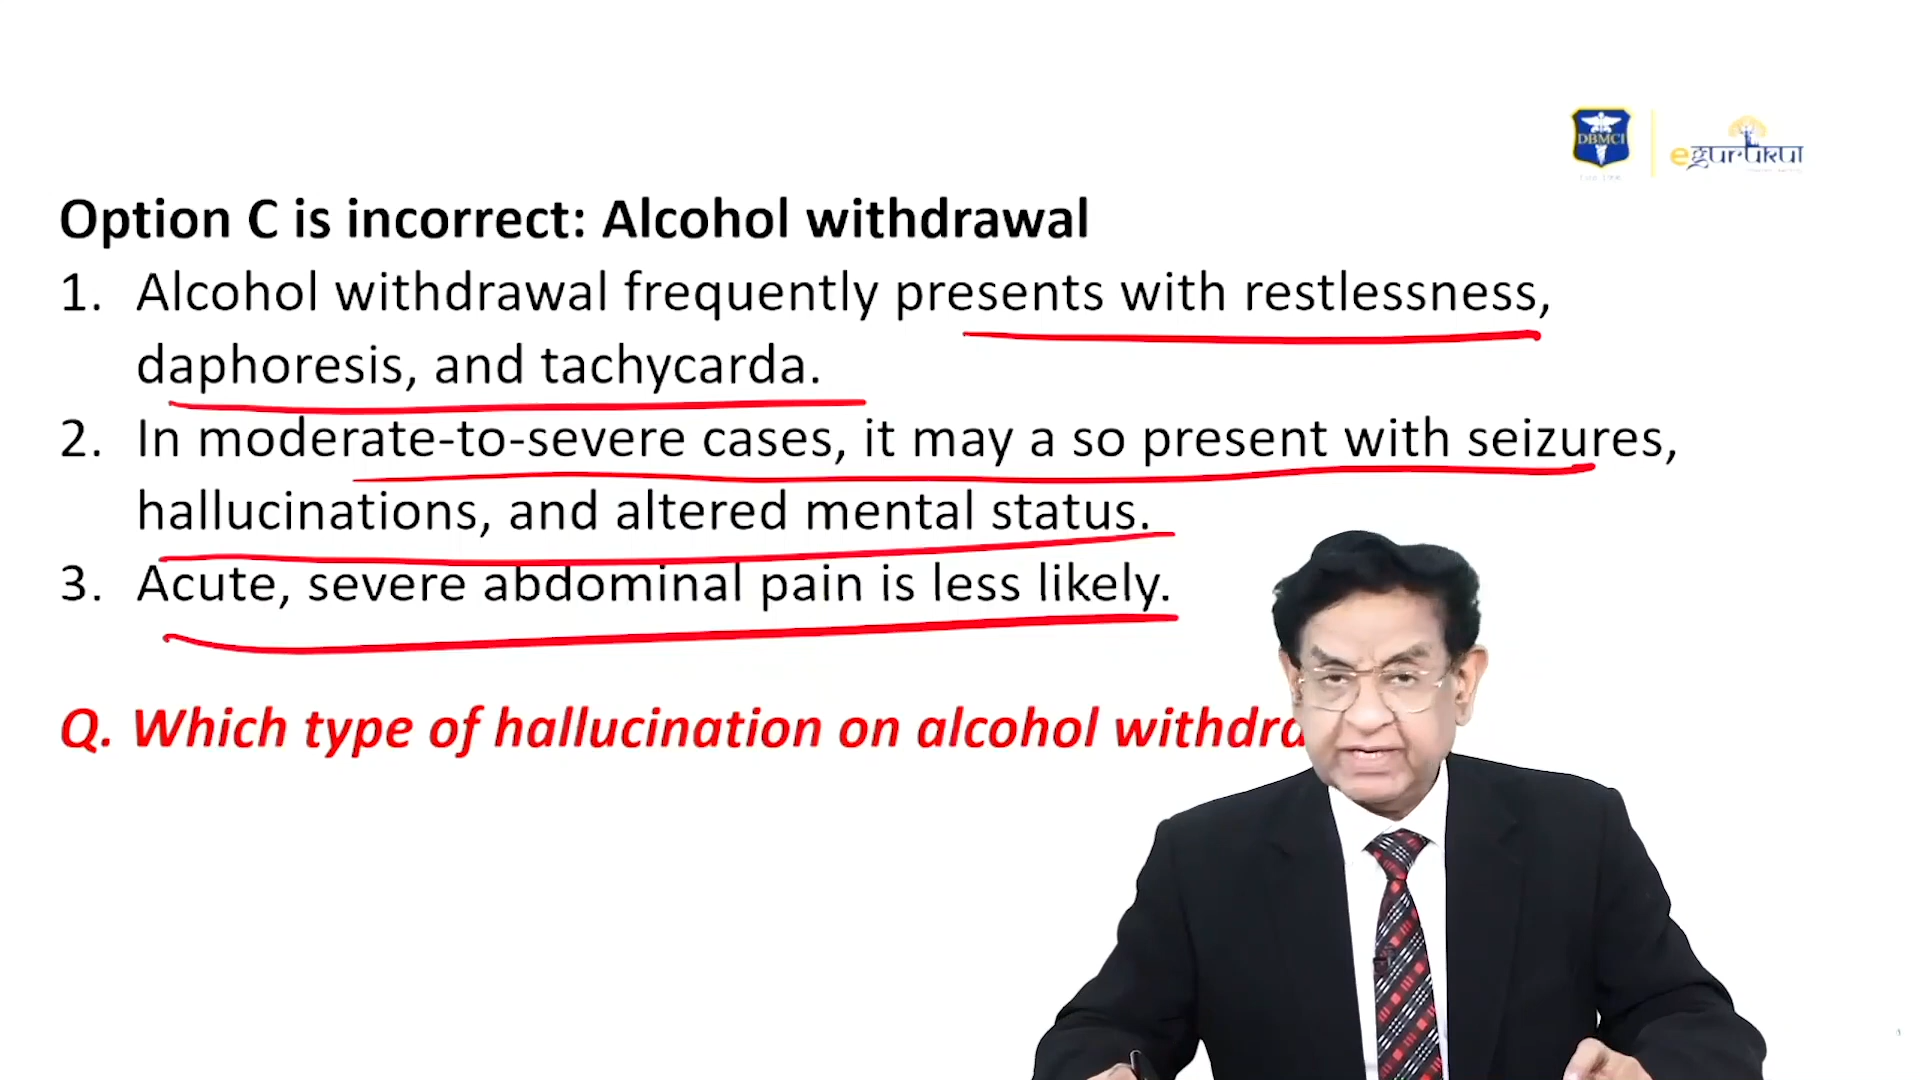 DBMCI
egurukul
Option C is incorrect: Alcohol withdrawal
1. Alcohol withdrawal frequently presents with restlessness,
daphoresis, and tachycarda.
2. In moderate-to-severe cases, it may a so present with seizures,
hallucinations, and altered mental status.
3. Acute, severe abdominal pain is less likely.
Q. Which type of hallucination on alcohol withdra